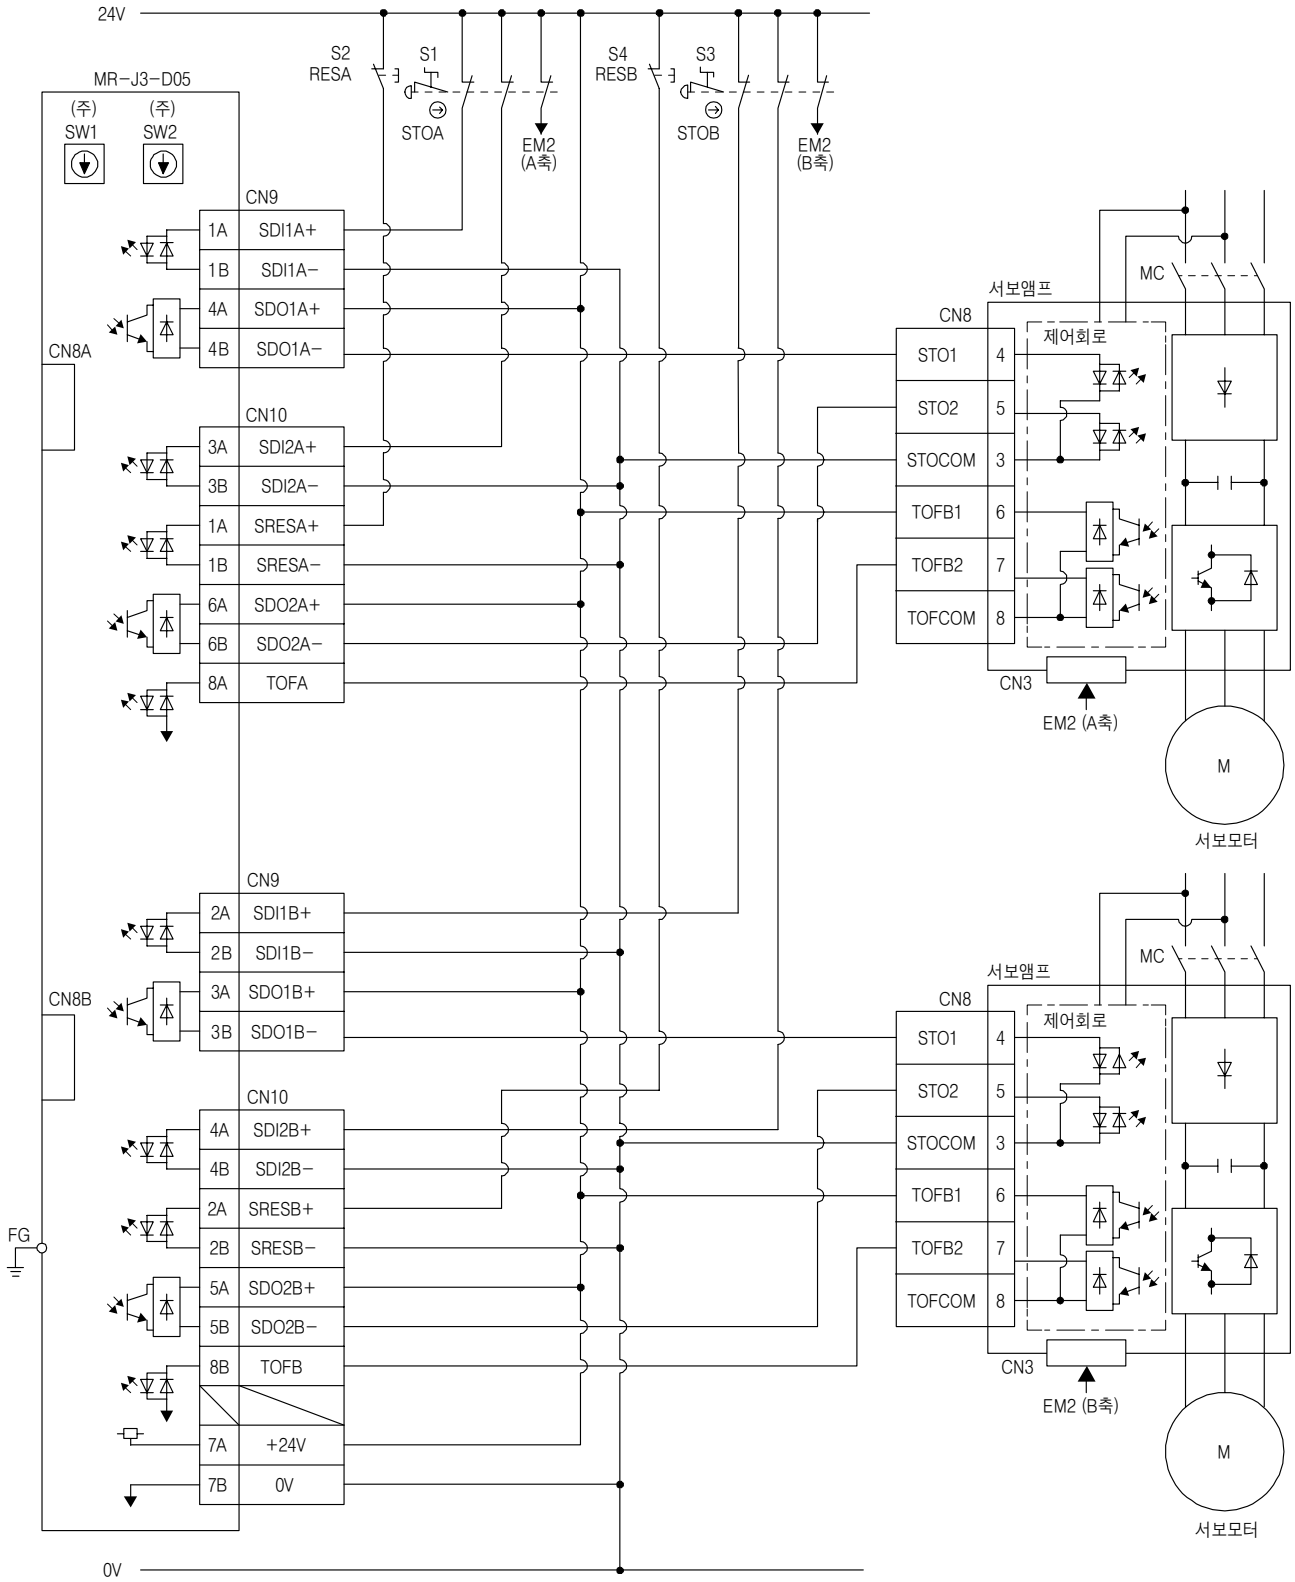 24V
MR-J3-D05
(주)
SW1
(주)
SW2
S2
RESA
S1
STOA
EM2
(A축)
S4
RESB
S3
STOB
EM2
(B축)
CN8A
CN9
1A SDI1A+
1B SDI1A-
4A SDO1A+
4B SDO1A-
CN10
3A SDI2A+
3B SDI2A-
1A SRESA+
1B SRESA-
6A SDO2A+
6B SDO2A-
8A TOFA
서보앰프
CN8
STO1 4
STO2 5
STOCOM 3
TOFB1 6
TOFB2 7
TOFCOM 8
제어회로
MC
CN3
EM2 (A축)
M
서보모터
CN8B
CN9
2A SDI1B+
2B SDI1B-
3A SDO1B+
3B SDO1B-
CN10
4A SDI2B+
4B SDI2B-
2A SRESB+
2B SRESB-
5A SDO2B+
5B SDO2B-
8B TOFB
7A +24V
7B 0V
FG
서보앰프
CN8
STO1 4
STO2 5
STOCOM 3
TOFB1 6
TOFB2 7
TOFCOM 8
제어회로
MC
CN3
EM2 (B축)
M
서보모터
0V